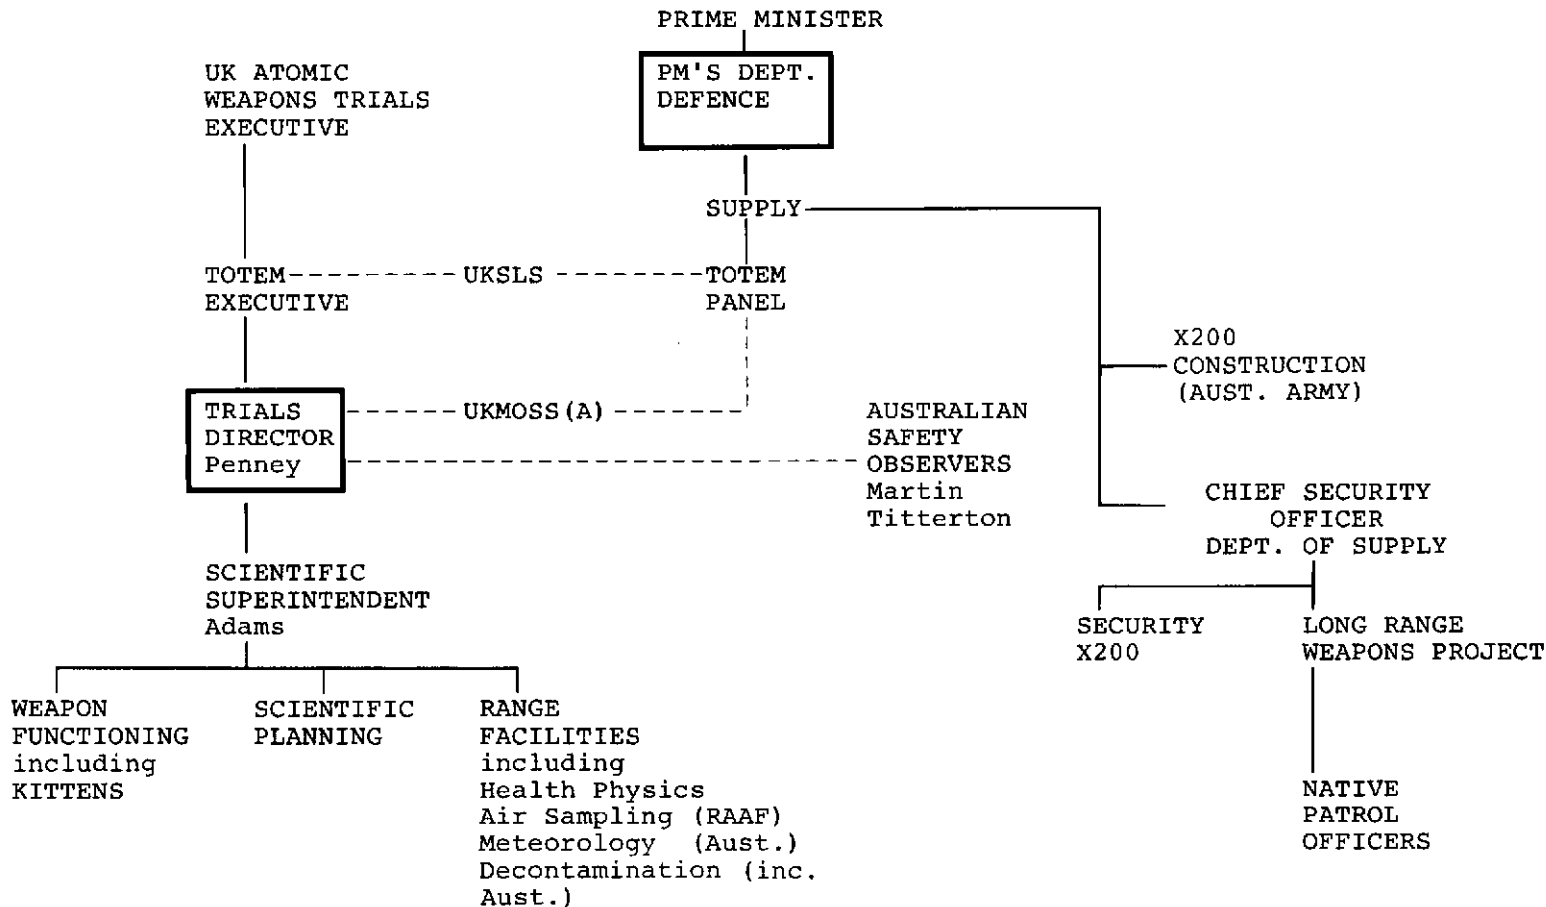 PRIME MINISTER
UK ATOMIC
WEAPONS TRIALS
EXECUTIVE
PM'S DEPT.
DEFENCE
SUPPLY
TOTEM
EXECUTIVE
UKSLS
TOTEM
PANEL
X200
CONSTRUCTION
(AUST. ARMY)
TRIALS
DIRECTOR
Penney
UKMOSS(A)
AUSTRALIAN
SAFETY
OBSERVERS
Martin
Titterton
CHIEF SECURITY
OFFICER
DEPT. OF SUPPLY
SCIENTIFIC
SUPERINTENDENT
Adams
SECURITY
X200
LONG RANGE
WEAPONS PROJECT
WEAPON
FUNCTIONING
including
KITTENS
SCIENTIFIC
PLANNING
RANGE
FACILITIES
including
Health Physics
Air Sampling (RAAF)
Meteorology (Aust.)
Decontamination (inc.
Aust.)
NATIVE
PATROL
OFFICERS